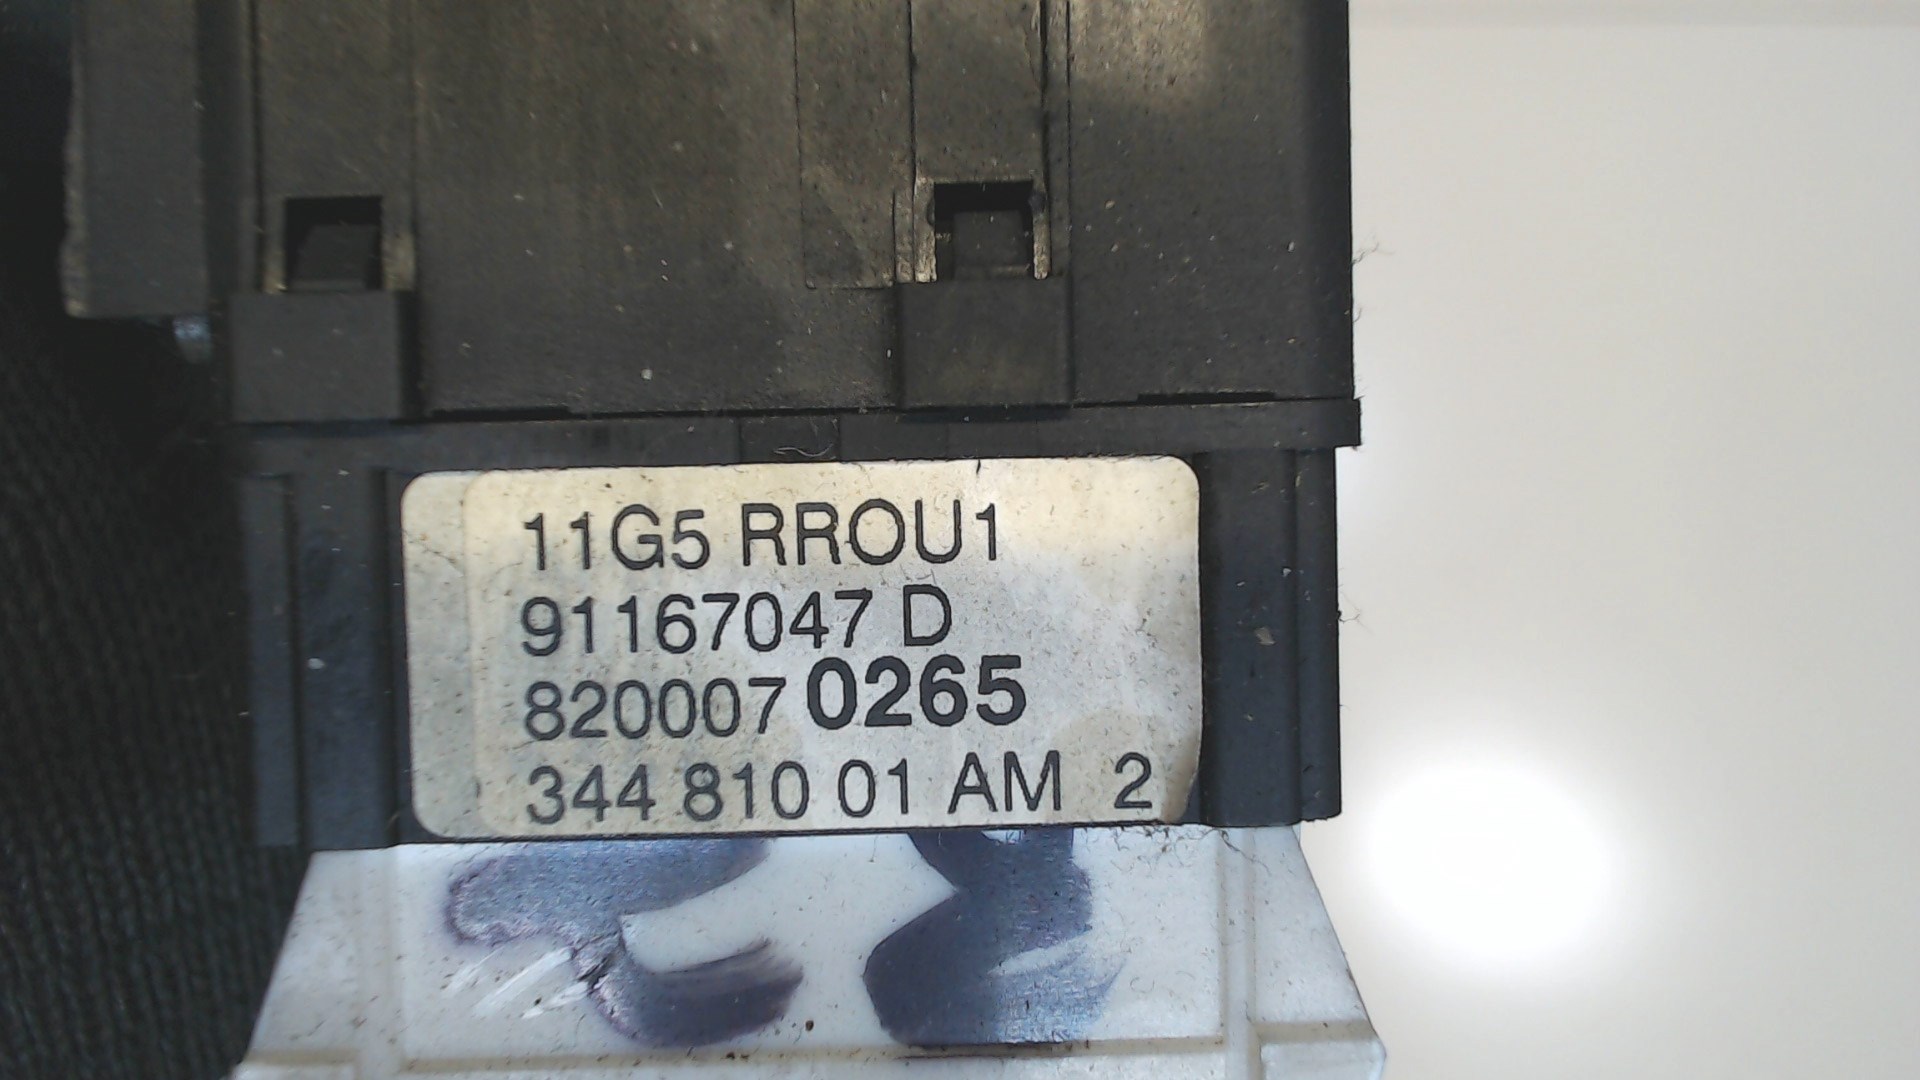 11G5 RROU1
91167047 D
820007 0265
344 810 01 AM 2